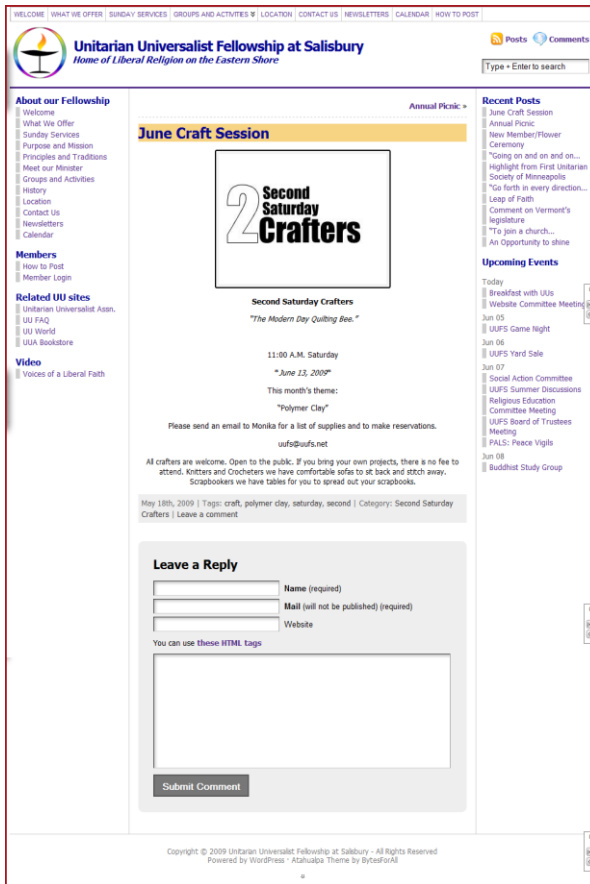 WELCOME WHAT WE OFFER SUNDAY SERVICES GROUPS AND ACTIVITIES LOCATION CONTACT US NEWSLETTERS CALENDAR HOW TO POST
Unitarian Universalist Fellowship at Salisbury
Home of Liberal Religion on the Eastern Shore
Posts Comments
Type + Enter to search
About our Fellowship
Welcome
What We Offer
Sunday Services
Purpose and Mission
Principles and Traditions
Meet our Minister
Groups and Activities
History
Location
Contact Us
Newsletters
Calendar
Members
How to Post
Member Login
Related UU sites
Unitarian Universalist Assn.
UU FAQ
UU World
UUA Bookstore
Video
Voices of a Liberal Faith
Annual Picnic »
June Craft Session
2 Second
Saturday
Crafters
Second Saturday Crafters
"The Modern Day Quilting Bee."
11:00 A.M. Saturday
"June 13, 2009"
This month's theme:
"Polymer Clay"
Please send an email to Monika for a list of supplies and to make reservations.
uufs@uufs.net
All crafters are welcome. Open to the public. If you bring your own projects, there is no fee to
attend. Knitters and Crocheters we have comfortable sofas to sit back and stitch away.
Scrapbookers we have tables for you to spread out your scrapbooks.
May 18th, 2009 | Tags: craft, polymer clay, saturday, second | Category: Second Saturday
Crafters | Leave a comment
Leave a Reply
Name (required)
Mail (will not be published) (required)
Website
You can use these HTML tags
Submit Comment
Recent Posts
June Craft Session
Annual Picnic
New Member/Flower
Ceremony
"Going on and on and on...
Highlight from First Unitarian
Society of Minneapolis
"Go forth in every direction...
Leap of Faith
Comment on Vermont's
legislature
"To join a church...
An Opportunity to shine
Upcoming Events
Today
Breakfast with UUs
Website Committee Meeting
Jun 05
UUFS Game Night
Jun 06
UUFS Yard Sale
Jun 07
Social Action Committee
UUFS Summer Discussions
Religious Education
Committee Meeting
UUFS Board of Trustees
Meeting
PALS: Peace Vigils
Jun 08
Buddhist Study Group
Copyright © 2009 Unitarian Universalist Fellowship at Salisbury - All Rights Reserved
Powered by WordPress · Atahualpa Theme by BytesForAll